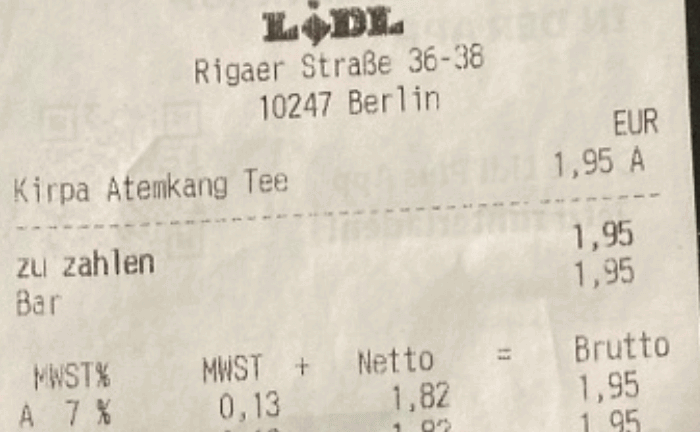 LIDL
Rigaer Straße 36-38
10247 Berlin
EUR
Kirpa Atemkang Tee 1,95 A
zu zahlen 1,95
Bar 1,95
MWST% MWST + Netto = Brutto
A 7 % 0,13 1,82 1,95
1,95